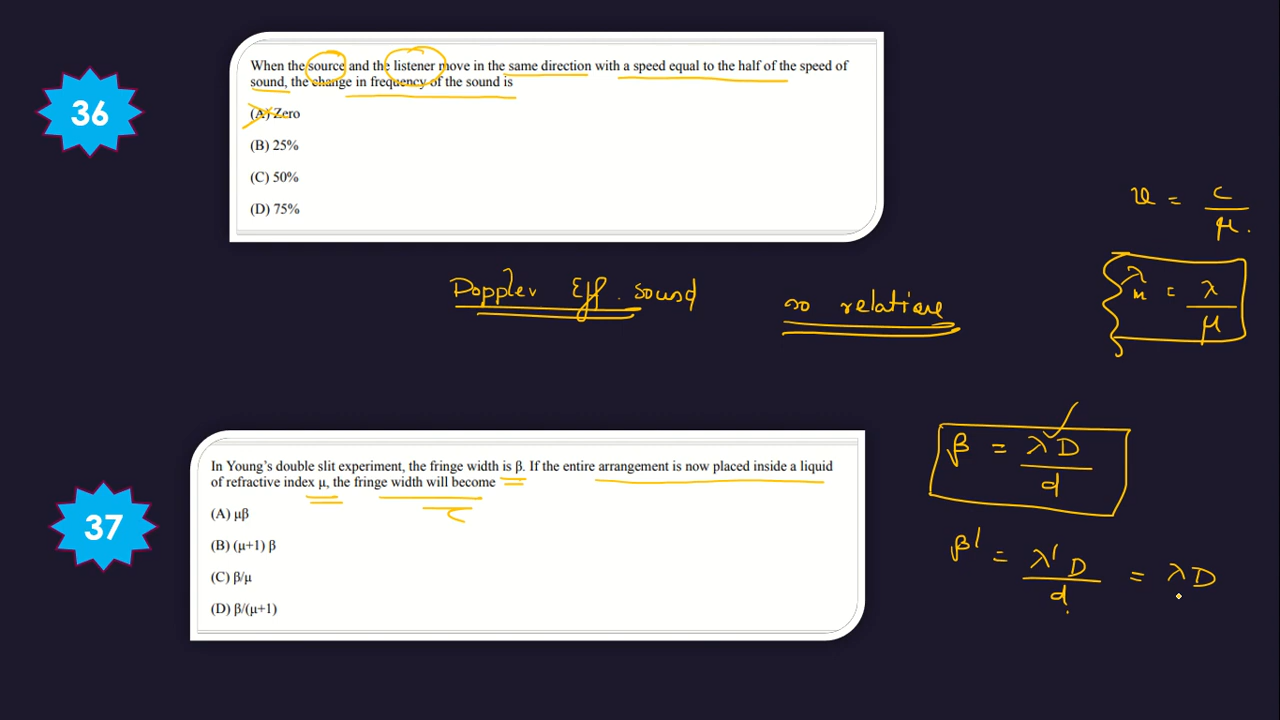 36
When the source and the listener move in the same direction with a speed equal to the half of the speed of
sound, the change in frequency of the sound is
(A) Zero
(B) 25%
(C) 50%
(D) 75%
Doppler Eff. sound
no relative
v = c / μ.
λm = λ / μ
37
In Young's double slit experiment, the fringe width is β. If the entire arrangement is now placed inside a liquid
of refractive index μ, the fringe width will become
(A) μβ
(B) (μ+1) β
(C) β/μ
(D) β/(μ+1)
β = λD / d
β' = λ'D / d = λD